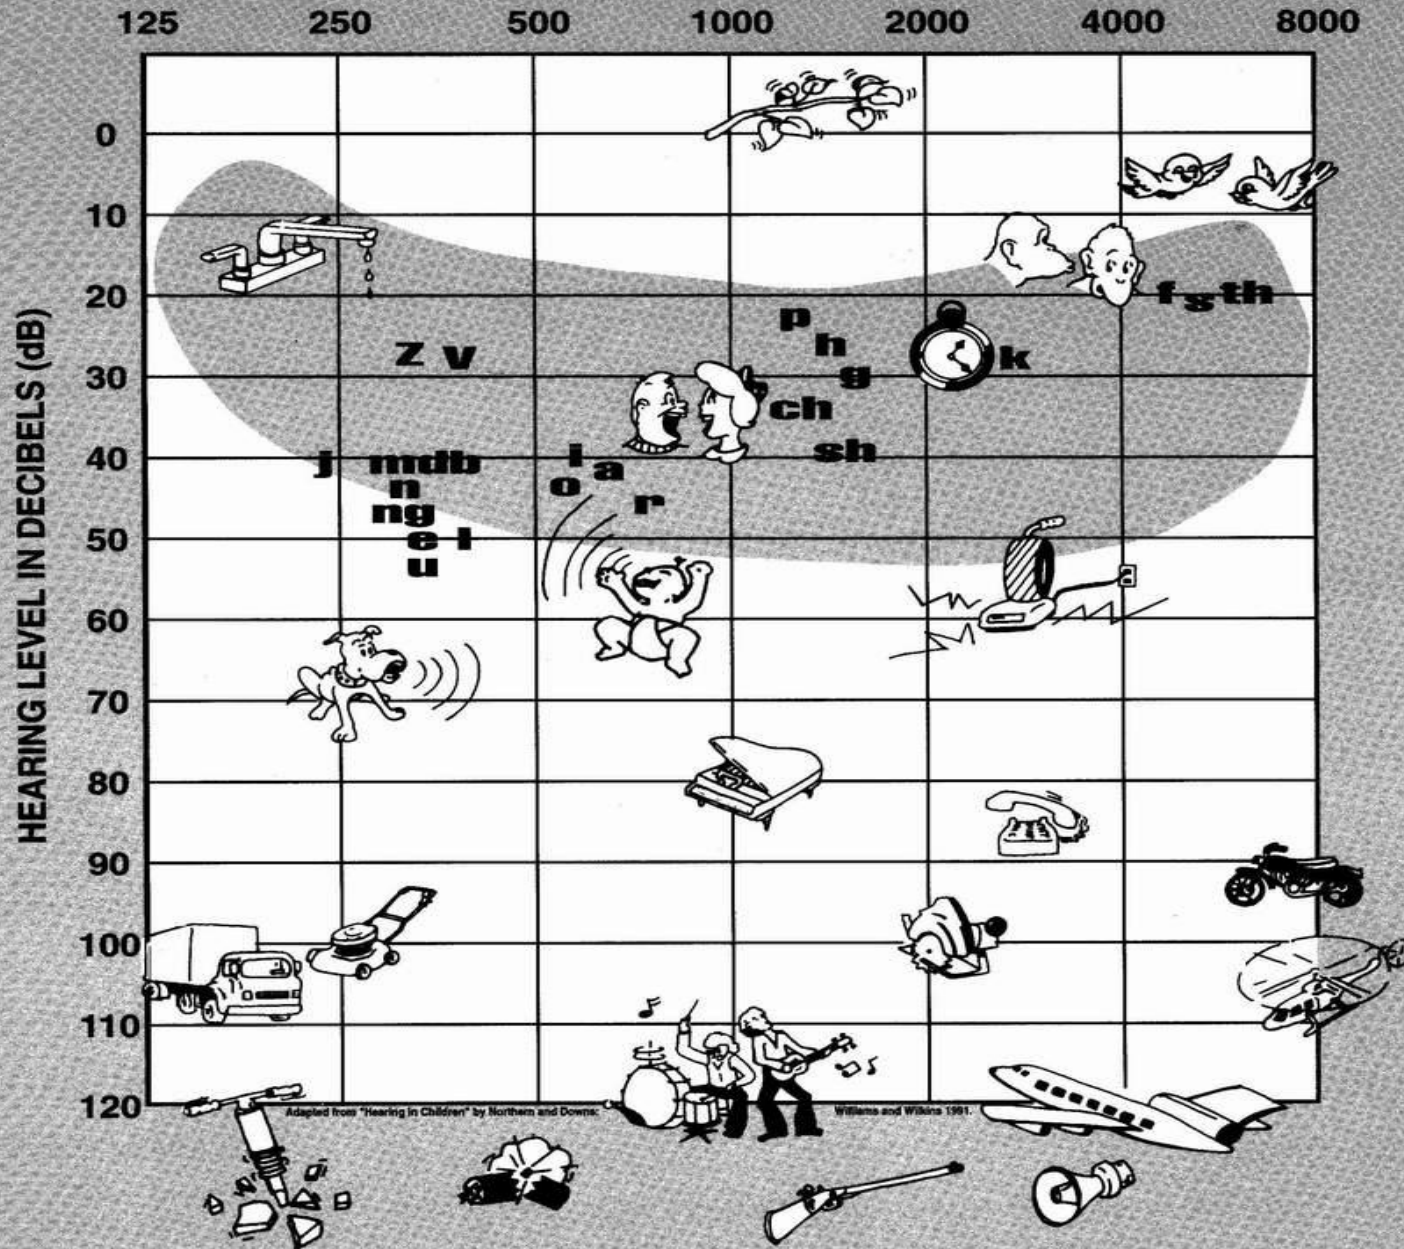 125 250 500 1000 2000 4000 8000
HEARING LEVEL IN DECIBELS (dB)
0
10
20
30
40
50
60
70
80
90
100
110
120
f s th
p
h
z v
k
g
ch
sh
j mdb
i
a
n
o
r
ng
e l
u
Adapted from "Hearing in Children" by Northern and Downs: Williams and Wilkins 1991.